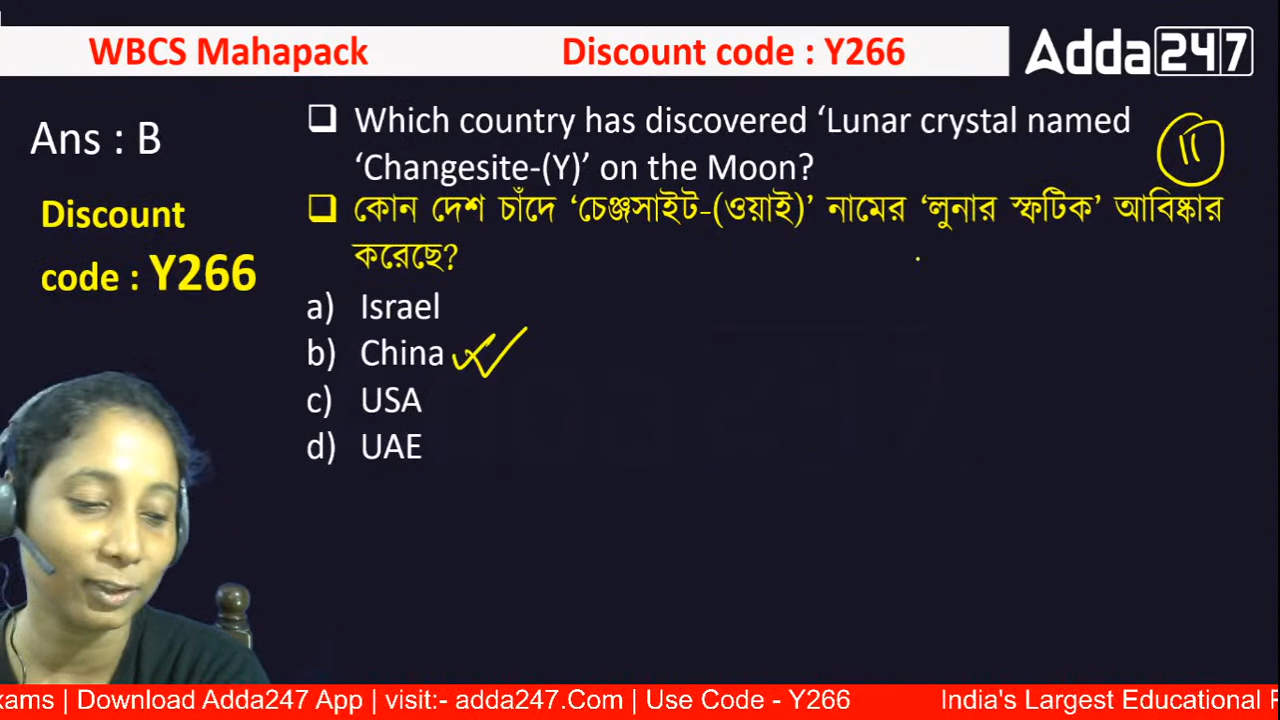 WBCS Mahapack
Discount code : Y266
Adda247
Ans : B
Discount
code : Y266
❑ Which country has discovered ‘Lunar crystal named
‘Changesite-(Y)’ on the Moon?
11
❑ কোন দেশ চাঁদে ‘চেঞ্জসাইট-(ওয়াই)’ নামের ‘লুনার স্ফটিক’ আবিষ্কার
করেছে?
a) Israel
b) China
c) USA
d) UAE
Adda247
xams | Download Adda247 App | visit:- adda247.Com | Use Code - Y266 India's Largest Educational